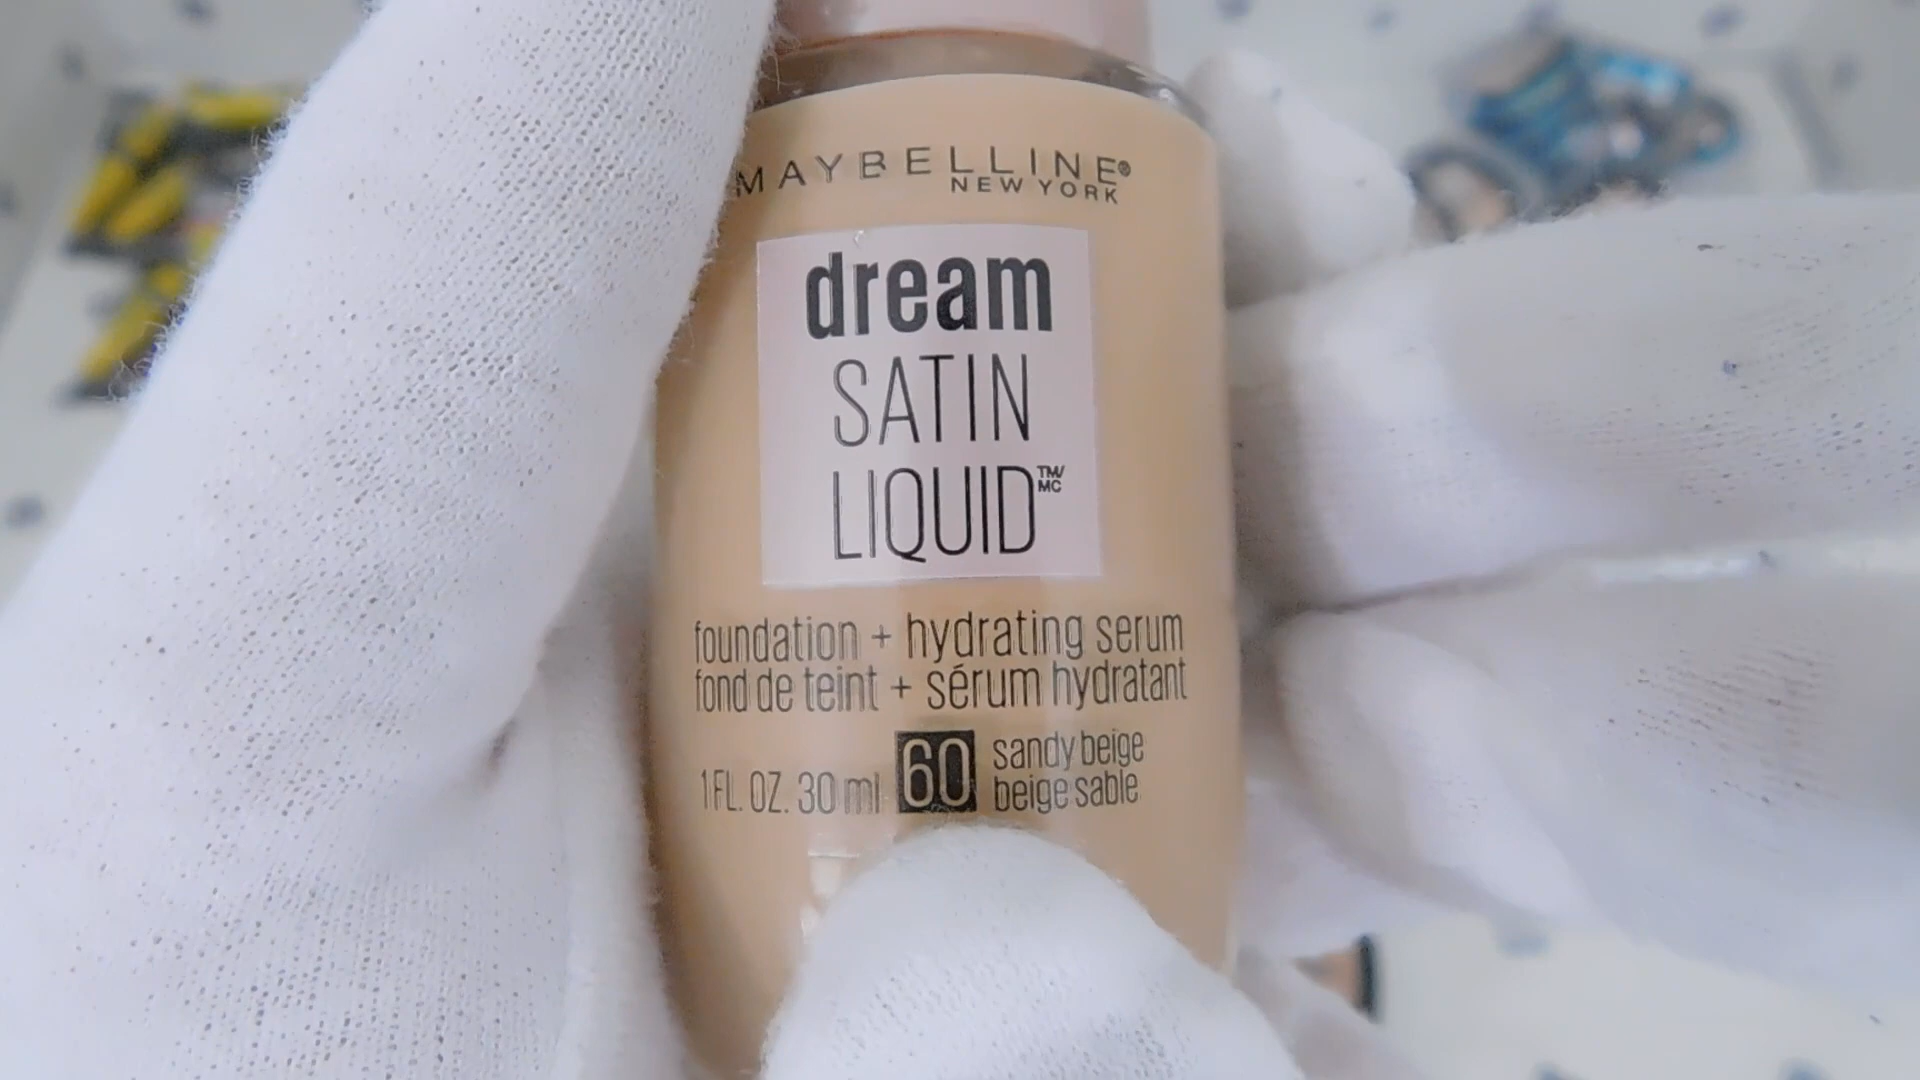 MAYBELLINE®
NEW YORK
dream
SATIN
LIQUID™/MC
foundation + hydrating serum
fond de teint + sérum hydratant
1 FL. OZ. 30 ml 60 sandy beige
beige sable